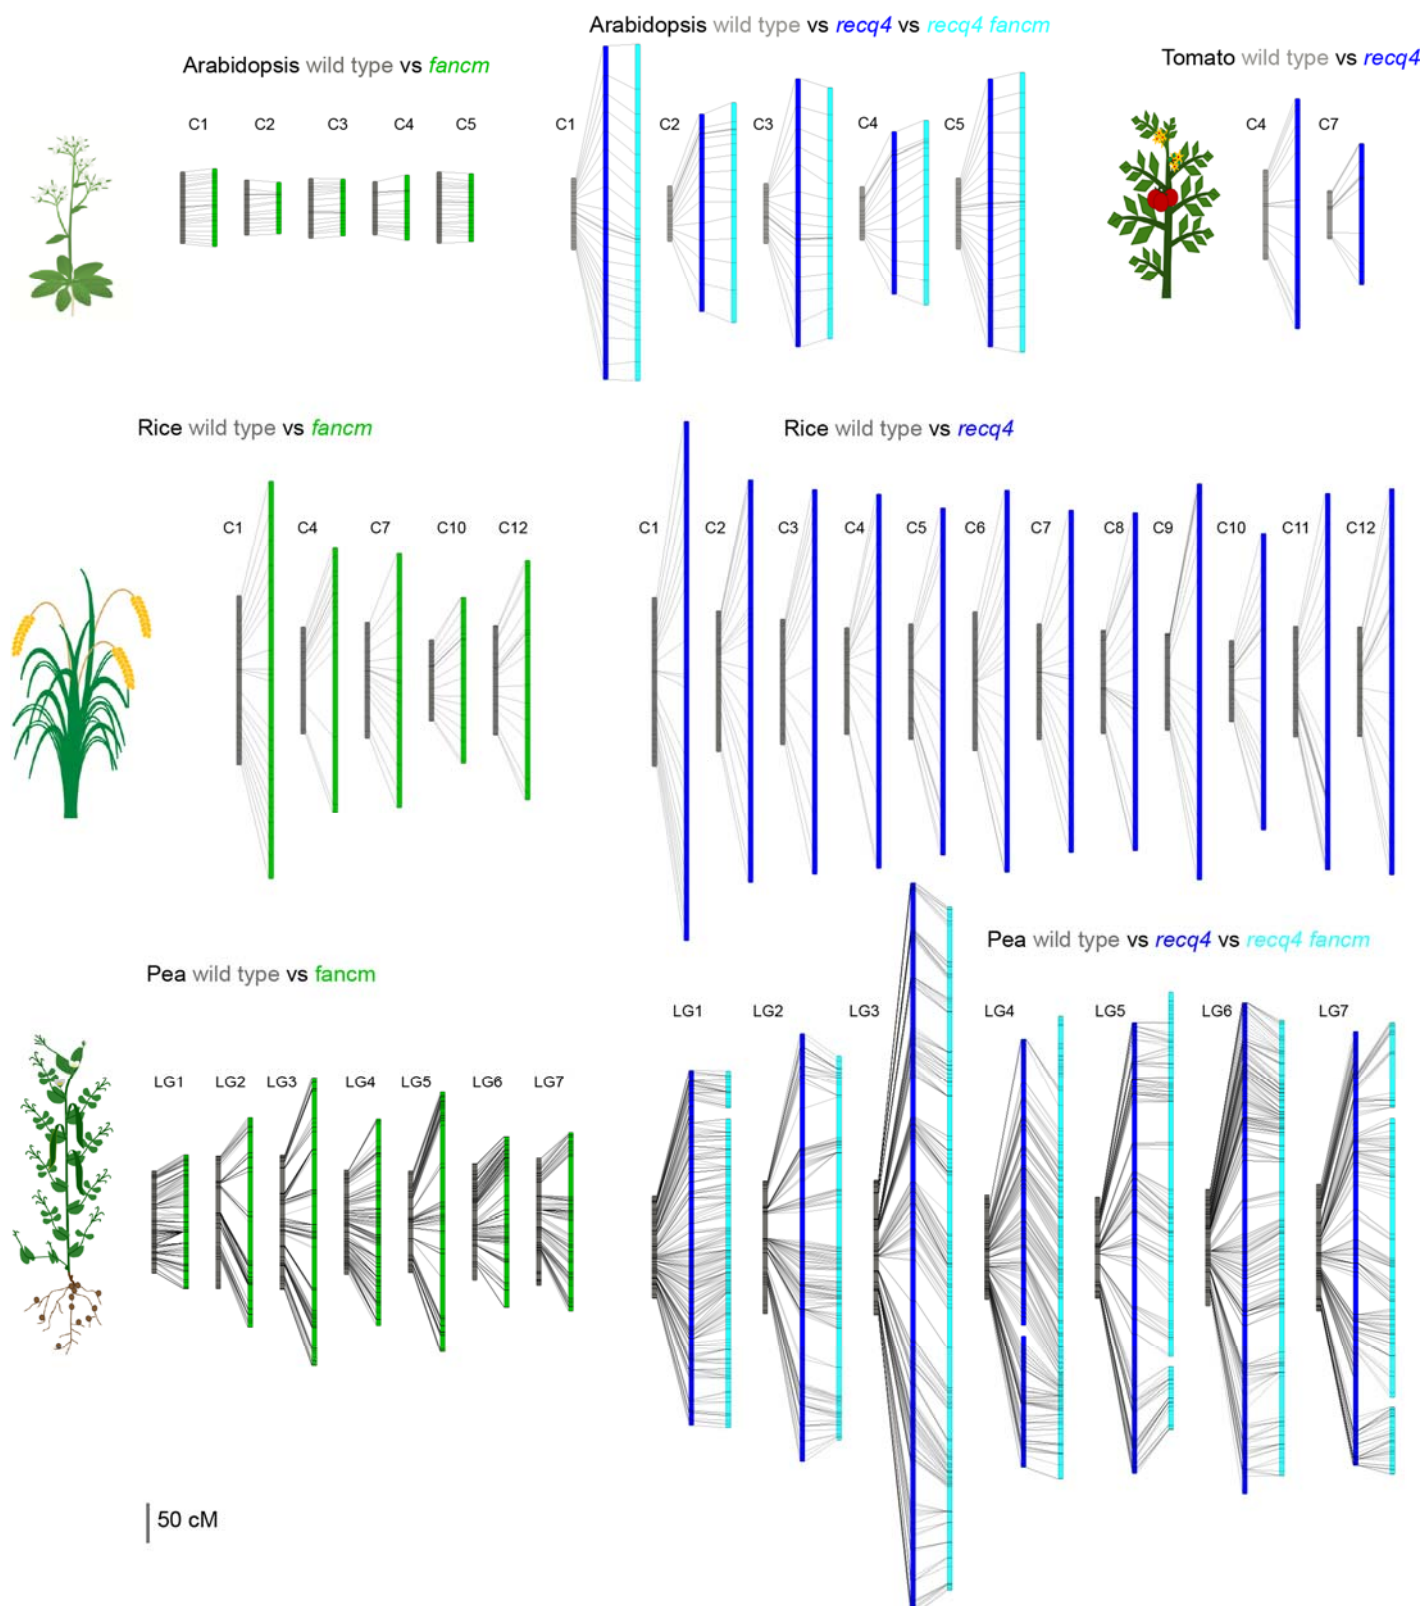 Arabidopsis wild type vs recq4 vs recq4 fancm
Arabidopsis wild type vs fancm
Tomato wild type vs recq4
C1 C2 C3 C4 C5
C1 C2 C3 C4 C5
C4 C7
Rice wild type vs fancm
Rice wild type vs recq4
C1 C4 C7 C10 C12
C1 C2 C3 C4 C5 C6 C7 C8 C9 C10 C11 C12
Pea wild type vs recq4 vs recq4 fancm
Pea wild type vs fancm
LG1 LG2 LG3 LG4 LG5 LG6 LG7
LG1 LG2 LG3 LG4 LG5 LG6 LG7
50 cM